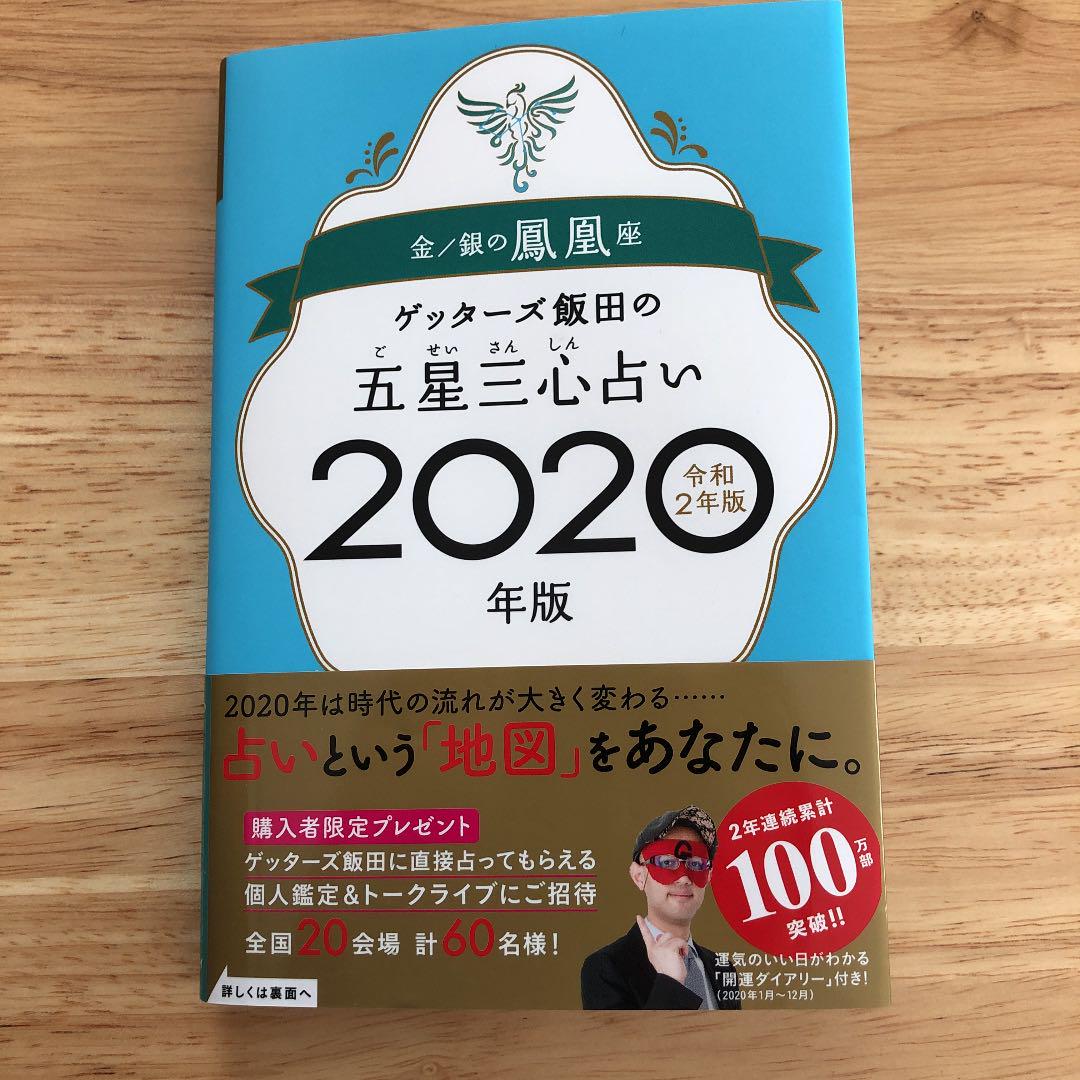 金/銀の鳳凰座
ゲッターズ飯田の
ご せい さん しん
五星三心占い
2020
令和
2年版
年版
2020年は時代の流れが大きく変わる……
占いという「地図」をあなたに。
購入者限定プレゼント
ゲッターズ飯田に直接占ってもらえる
個人鑑定&トークライブにご招待
全国20会場 計60名様!
詳しくは裏面へ
G
2年連続累計
100万部
突破!!
運気のいい日がわかる
「開運ダイアリー」付き!
(2020年1月〜12月)